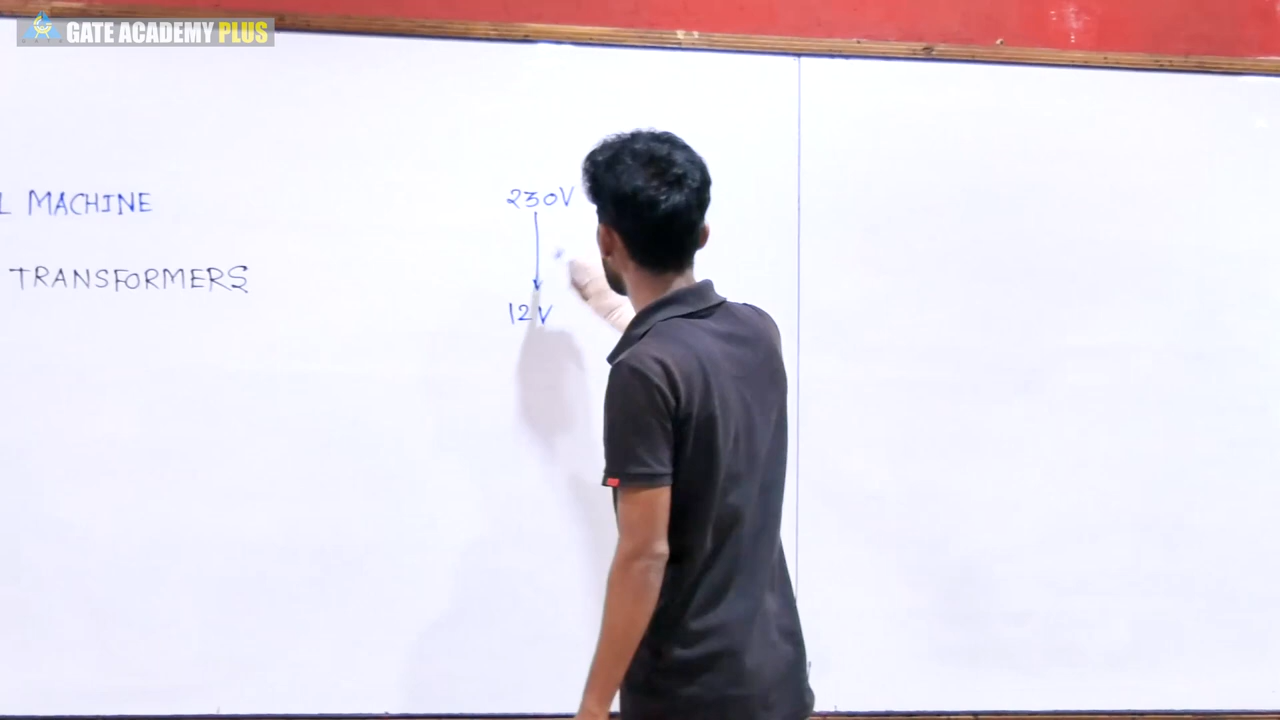 GATE ACADEMY PLUS
L MACHINE
TRANSFORMERS
230V
12V